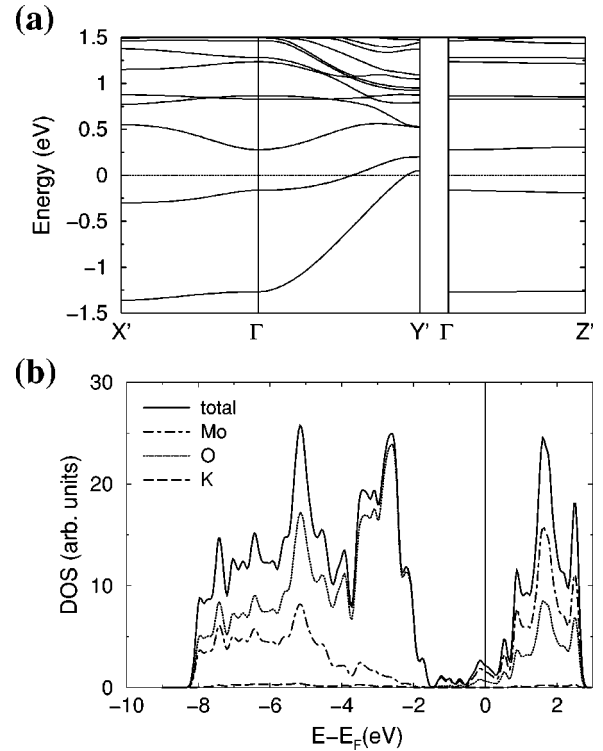 (a)
1.5
1
0.5
0
−0.5
−1
−1.5
Energy (eV)
X' Γ Y' Γ Z'
(b)
30
20
10
0
DOS (arb. units)
total
Mo
O
K
−10 −8 −6 −4 −2 0 2
E−E_F(eV)